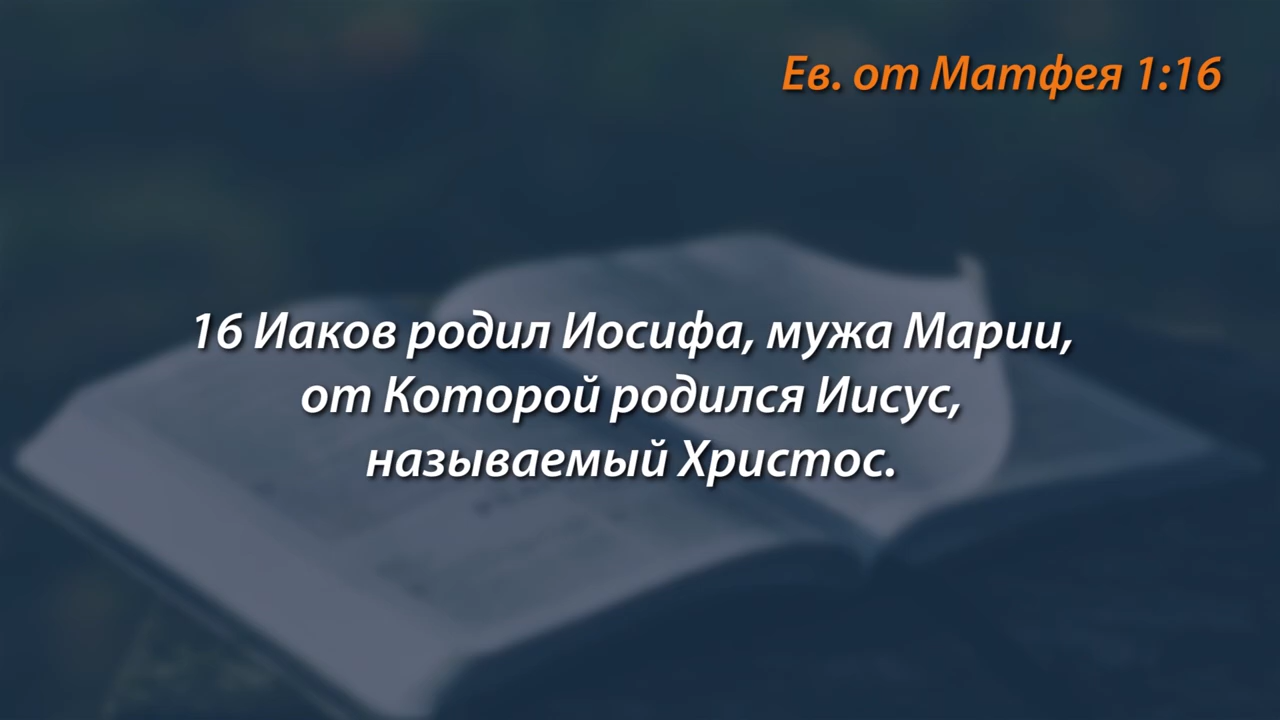 Ев. от Матфея 1:16
16 Иаков родил Иосифа, мужа Марии,
от Которой родился Иисус,
называемый Христос.